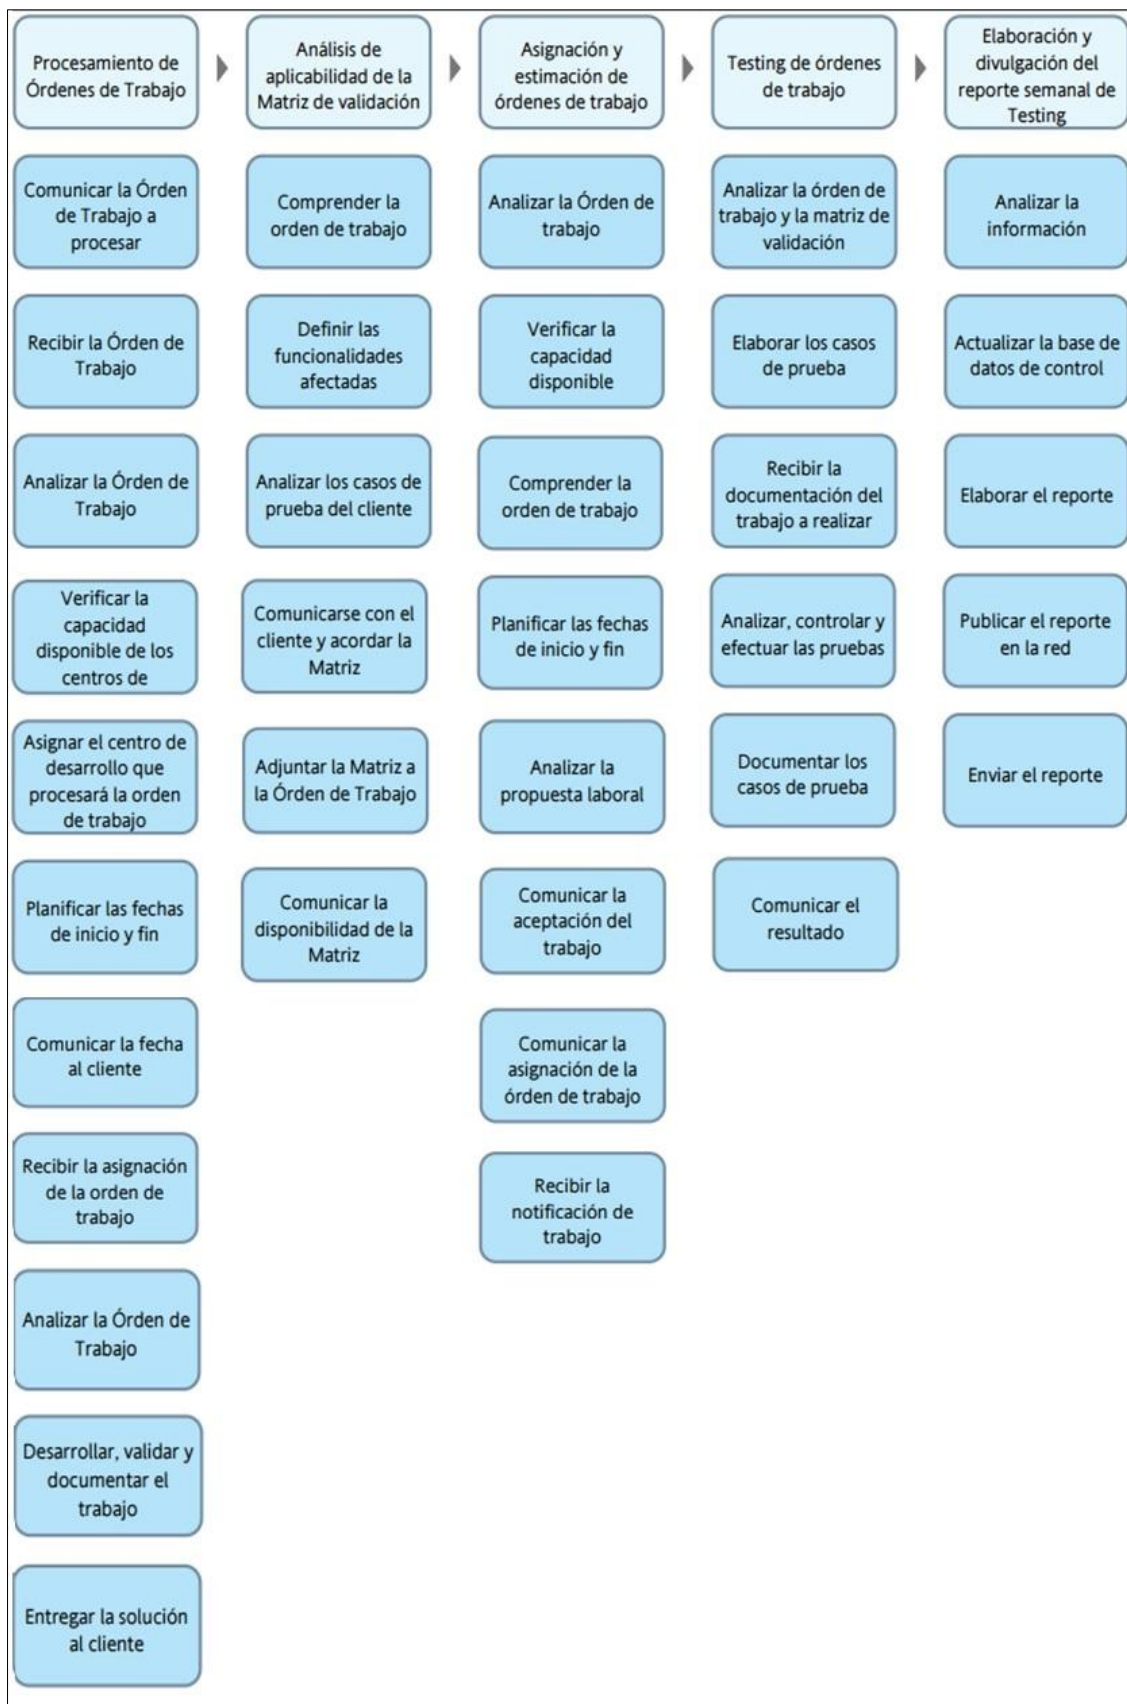 Procesamiento de
Órdenes de Trabajo
Análisis de
aplicabilidad de la
Matriz de validación
Asignación y
estimación de
órdenes de trabajo
Testing de órdenes
de trabajo
Elaboración y
divulgación del
reporte semanal de
Testing
Comunicar la Órden
de Trabajo a
procesar
Comprender la
orden de trabajo
Analizar la Órden de
trabajo
Analizar la órden de
trabajo y la matriz de
validación
Analizar la
información
Recibir la Órden de
Trabajo
Definir las
funcionalidades
afectadas
Verificar la
capacidad
disponible
Elaborar los casos
de prueba
Actualizar la base de
datos de control
Analizar la Órden de
Trabajo
Analizar los casos de
prueba del cliente
Comprender la
orden de trabajo
Recibir la
documentación del
trabajo a realizar
Elaborar el reporte
Verificar la
capacidad
disponible de los
centros de
Comunicarse con el
cliente y acordar la
Matriz
Planificar las fechas
de inicio y fin
Analizar, controlar y
efectuar las pruebas
Publicar el reporte
en la red
Asignar el centro de
desarrollo que
procesará la orden
de trabajo
Adjuntar la Matriz a
la Órden de Trabajo
Analizar la
propuesta laboral
Documentar los
casos de prueba
Enviar el reporte
Planificar las fechas
de inicio y fin
Comunicar la
disponibilidad de la
Matriz
Comunicar la
aceptación del
trabajo
Comunicar el
resultado
Comunicar la fecha
al cliente
Comunicar la
asignación de la
órden de trabajo
Recibir la asignación
de la orden de
trabajo
Recibir la
notificación de
trabajo
Analizar la Órden de
Trabajo
Desarrollar, validar y
documentar el
trabajo
Entregar la solución
al cliente